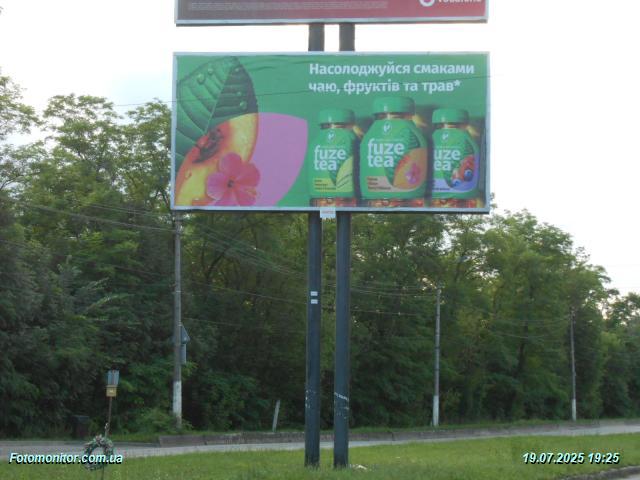 vodafone
Насолоджуйся смаками
чаю, фруктів та трав*
fuze
tea
fuze
tea
fuze
tea
Fotomonitor.com.ua
19.07.2025 19:25